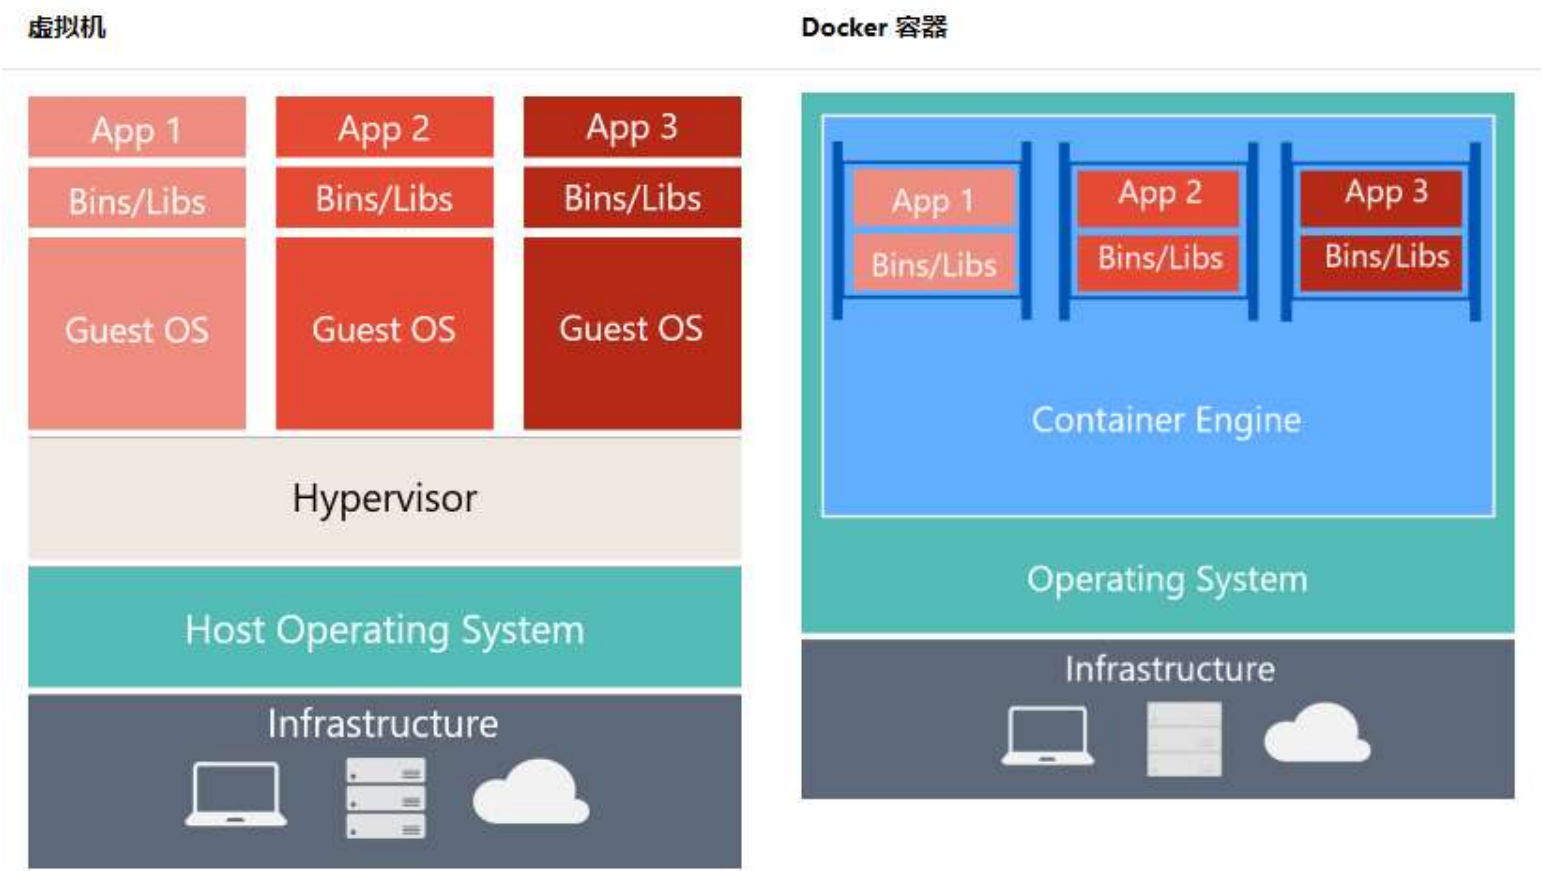 虚拟机
Docker 容器
App 1
App 2
App 3
Bins/Libs
Bins/Libs
Bins/Libs
Guest OS
Guest OS
Guest OS
Hypervisor
Host Operating System
Infrastructure
App 1
App 2
App 3
Bins/Libs
Bins/Libs
Bins/Libs
Container Engine
Operating System
Infrastructure